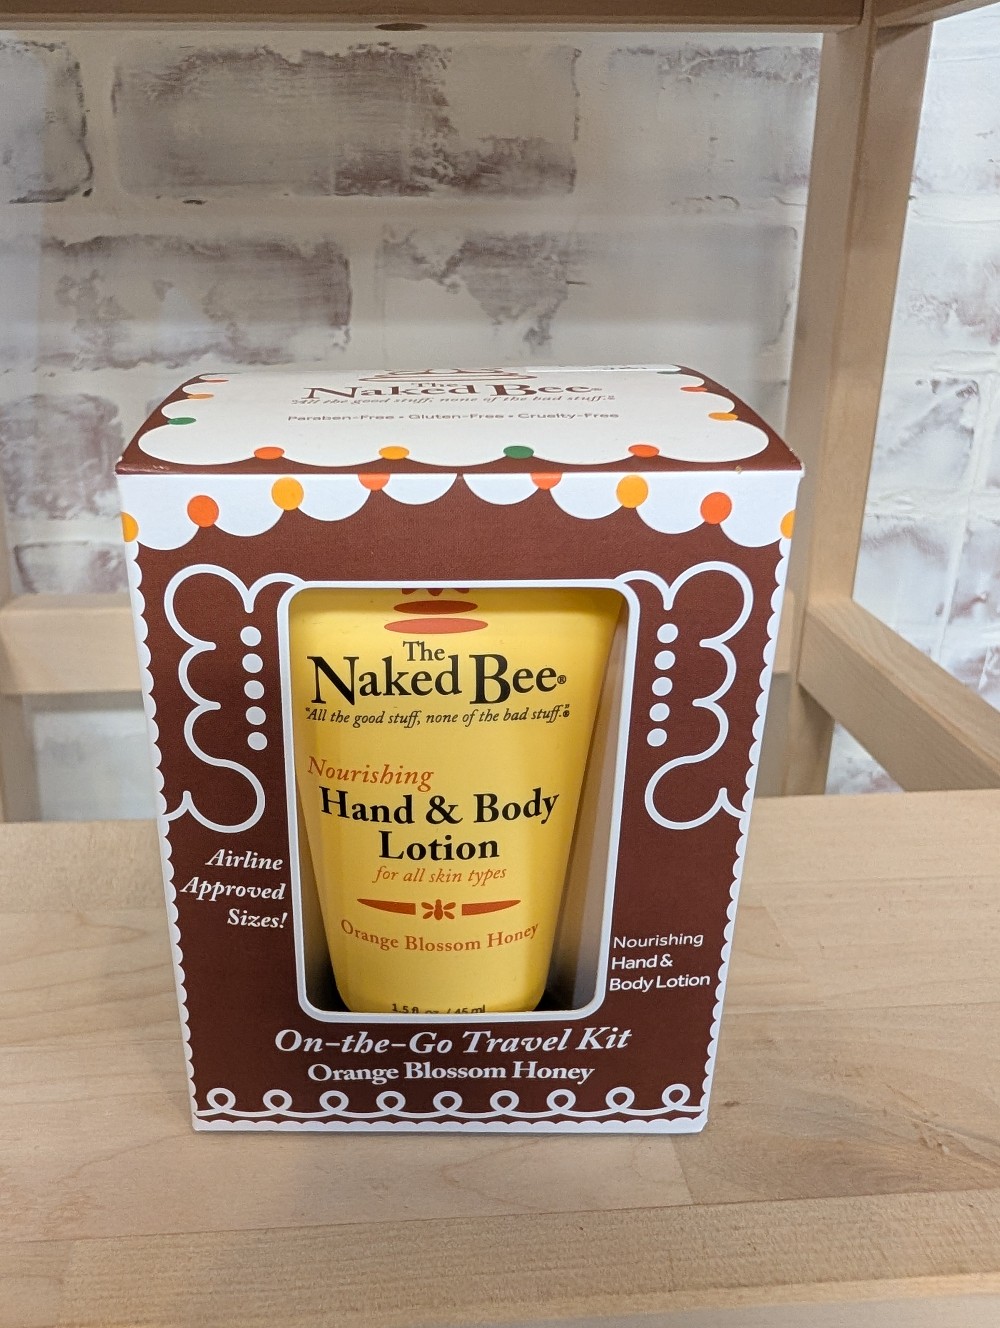 The
Naked Bee®
"All the good stuff, none of the bad stuff."®
Paraben-Free • Gluten-Free • Cruelty-Free
The
Naked Bee®
"All the good stuff, none of the bad stuff."®
Nourishing
Hand & Body
Lotion
for all skin types
Orange Blossom Honey
1.5 fl oz / 45 ml
Airline
Approved
Sizes!
Nourishing
Hand &
Body Lotion
On-the-Go Travel Kit
Orange Blossom Honey